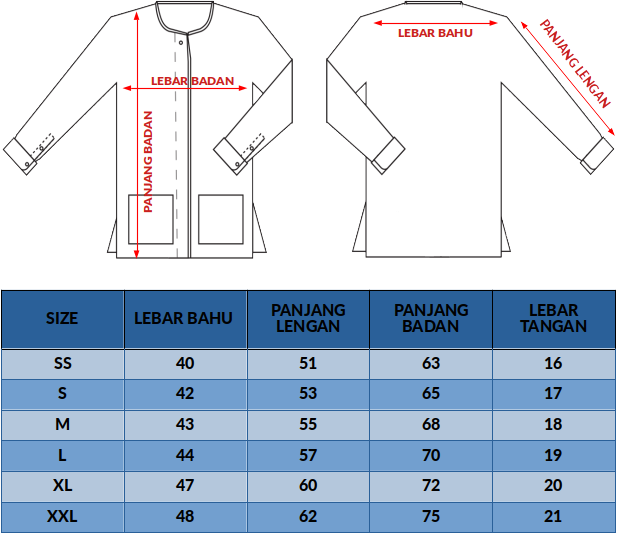 LEBAR BAHU
PANJANG LENGAN
LEBAR BADAN
PANJANG BADAN
SIZE LEBAR BAHU PANJANG LENGAN PANJANG BADAN LEBAR TANGAN
SS 40 51 63 16
S 42 53 65 17
M 43 55 68 18
L 44 57 70 19
XL 47 60 72 20
XXL 48 62 75 21